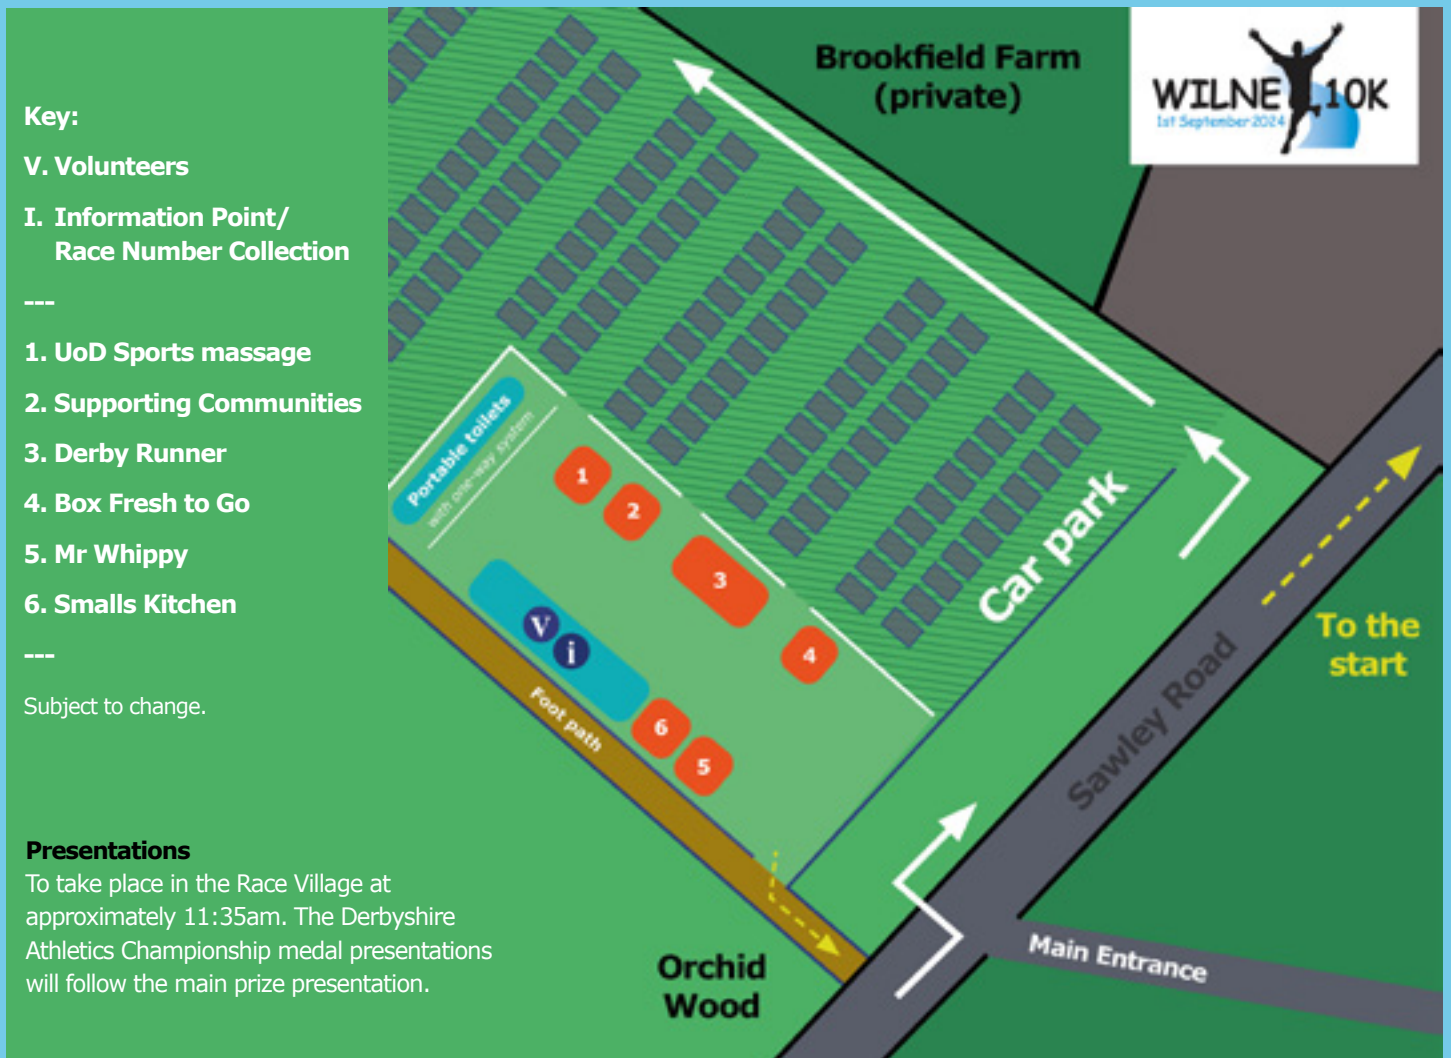 Key:
V. Volunteers
I. Information Point/
Race Number Collection
---
1. UoD Sports massage
2. Supporting Communities
3. Derby Runner
4. Box Fresh to Go
5. Mr Whippy
6. Smalls Kitchen
---
Subject to change.
Presentations
To take place in the Race Village at
approximately 11:35am. The Derbyshire
Athletics Championship medal presentations
will follow the main prize presentation.
Brookfield Farm
(private)
WILNE 10K
1st September 2024
Portable toilets
with one-way system
1
2
3
4
V
i
6
5
Foot path
Car park
Sawley Road
To the
start
Main Entrance
Orchid
Wood